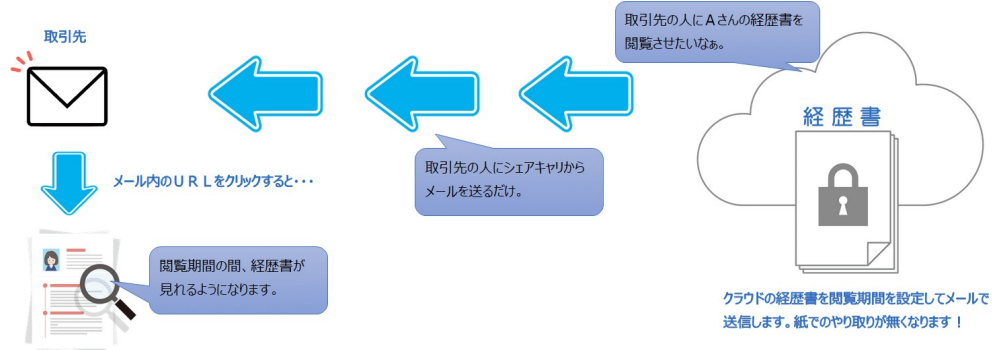 取引先の人にAさんの経歴書を
閲覧させたいなぁ。
経歴書
クラウドの経歴書を閲覧期間を設定してメールで
送信します。紙でのやり取りが無くなります！
取引先の人にシェアキャリから
メールを送るだけ。
取引先
メール内のＵＲＬをクリックすると・・・
閲覧期間の間、経歴書が
見れるようになります。